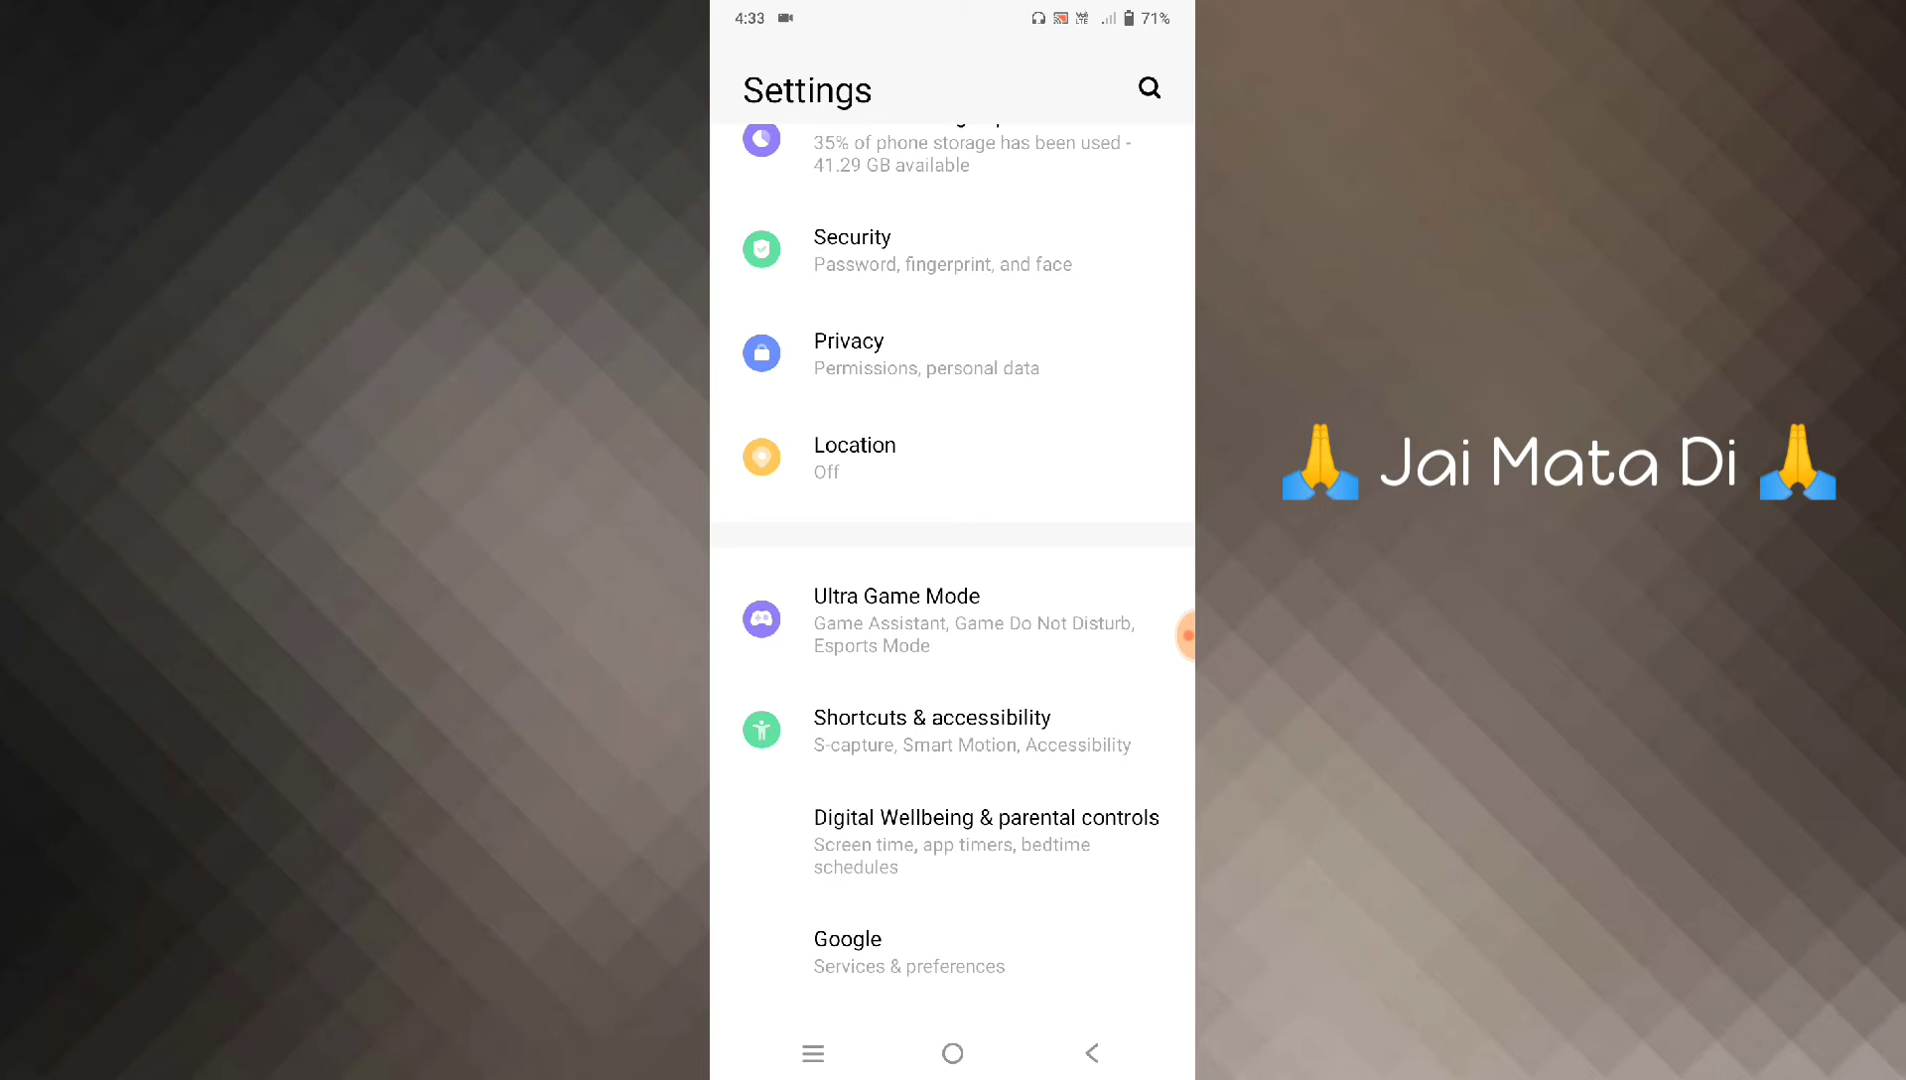 4:33
71%
Settings
35% of phone storage has been used -
41.29 GB available
Security
Password, fingerprint, and face
Privacy
Permissions, personal data
Location
Off
Ultra Game Mode
Game Assistant, Game Do Not Disturb,
Esports Mode
Shortcuts & accessibility
S-capture, Smart Motion, Accessibility
Digital Wellbeing & parental controls
Screen time, app timers, bedtime
schedules
Google
Services & preferences
🙏 Jai Mata Di 🙏